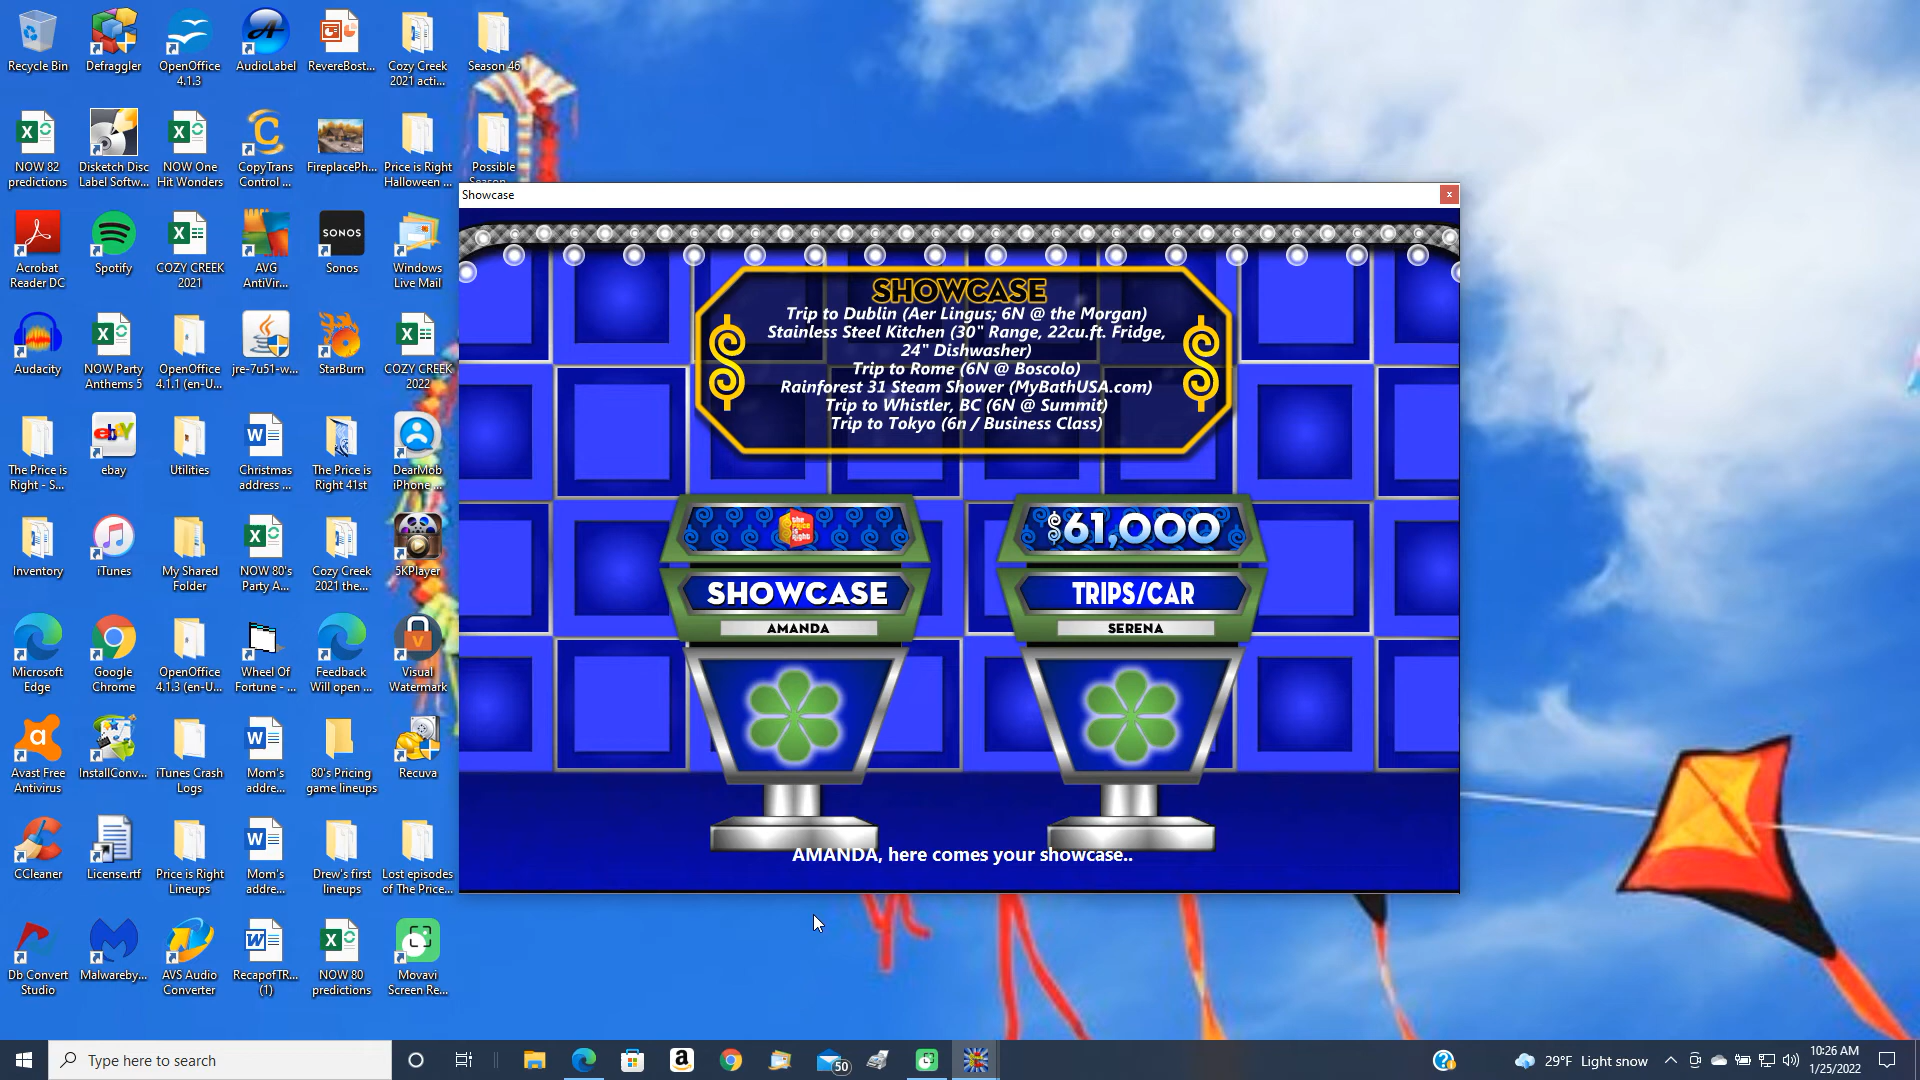 Recycle Bin
Defraggler
OpenOffice
4.1.3
AudioLabel
RevereBost...
Cozy Creek
2021 acti...
Season 46
NOW 82
predictions
Disketch Disc
Label Softw...
NOW One
Hit Wonders
CopyTrans
Control ...
FireplacePh...
Price is Right
Halloween ...
Possible
Acrobat
Reader DC
Spotify
COZY CREEK
2021
AVG
AntiVir...
SONOS
Sonos
Windows
Live Mail
Audacity
NOW Party
Anthems 5
OpenOffice
4.1.1 (en-U...
jre-7u51-w...
StarBurn
COZY CREEK
2022
The Price is
Right - S...
ebay
ebay
Utilities
Christmas
address ...
The Price is
Right 41st
DearMob
iPhone ...
Inventory
iTunes
My Shared
Folder
NOW 80's
Party A...
Cozy Creek
2021 the...
5KPlayer
Microsoft
Edge
Google
Chrome
OpenOffice
4.1.3 (en-U...
Wheel Of
Fortune - ...
Feedback
Will open ...
Visual
Watermark
Avast Free
Antivirus
InstallConv...
iTunes Crash
Logs
Mom's
addre...
80's Pricing
game lineups
Recuva
CCleaner
License.rtf
Price is Right
Lineups
Mom's
addre...
Drew's first
lineups
Lost episodes
of The Price...
Db Convert
Studio
Malwareby...
AVS Audio
Converter
RecapofTR...
(1)
NOW 80
predictions
Movavi
Screen Re...
Showcase
x
SHOWCASE
Trip to Dublin (Aer Lingus; 6N @ the Morgan)
Stainless Steel Kitchen (30" Range, 22cu.ft. Fridge,
24" Dishwasher)
Trip to Rome (6N @ Boscolo)
Rainforest 31 Steam Shower (MyBathUSA.com)
Trip to Whistler, BC (6N @ Summit)
Trip to Tokyo (6n / Business Class)
the Price is Right
$61,000
SHOWCASE
TRIPS/CAR
AMANDA
SERENA
AMANDA, here comes your showcase..
Type here to search
50
29°F Light snow
10:26 AM
1/25/2022